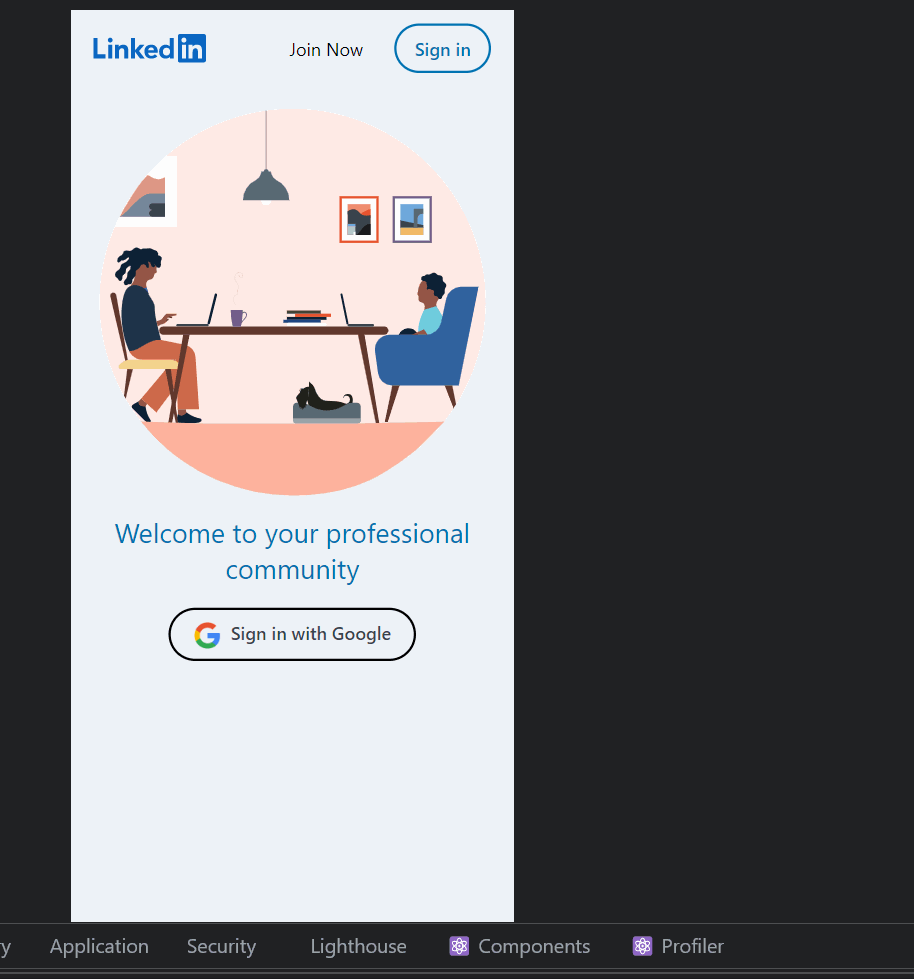 Linkedin
Join Now
Sign in
Welcome to your professional
community
Sign in with Google
y
Application
Security
Lighthouse
Components
Profiler